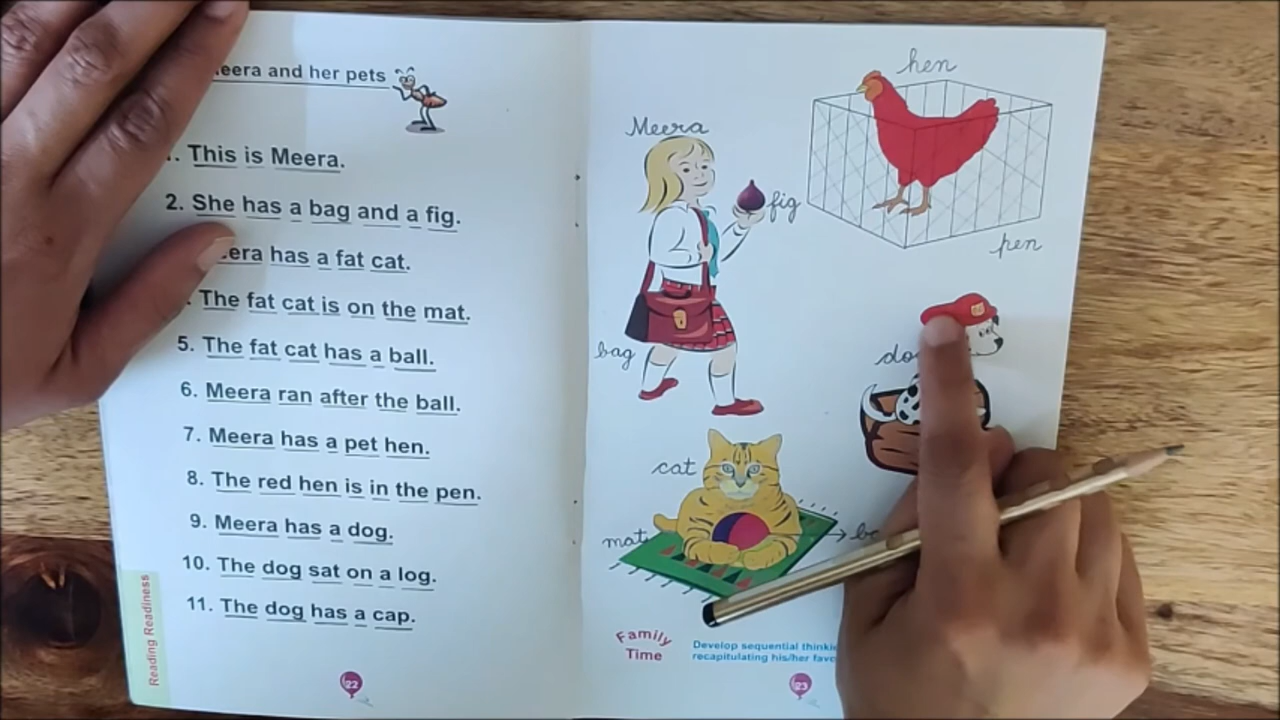 eera and her pets
1. This is Meera.
2. She has a bag and a fig.
era has a fat cat.
. The fat cat is on the mat.
5. The fat cat has a ball.
6. Meera ran after the ball.
7. Meera has a pet hen.
8. The red hen is in the pen.
9. Meera has a dog.
10. The dog sat on a log.
11. The dog has a cap.
Reading Readiness
22
hen
Meera
fig
pen
bag
cat
mat
Family
Time
Develop sequential
recapitulating his/her
23